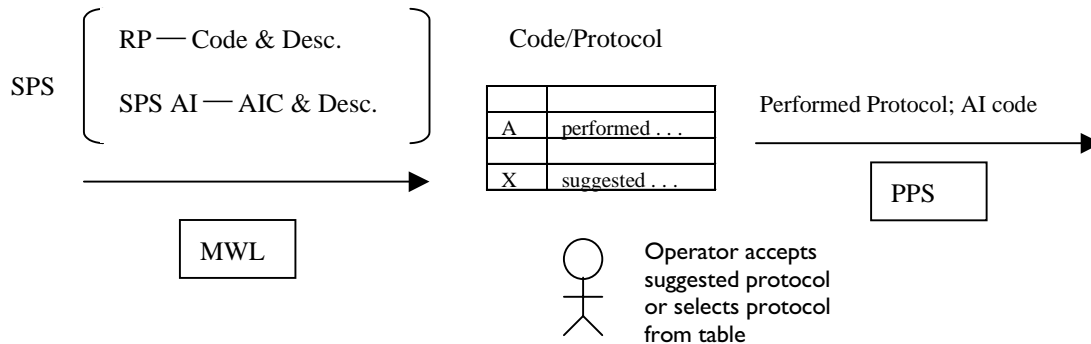 SPS
RP — Code & Desc.
SPS AI — AIC & Desc.
MWL
Code/Protocol
A performed . . .
X suggested . . .
Operator accepts
suggested protocol
or selects protocol
from table
Performed Protocol; AI code
PPS